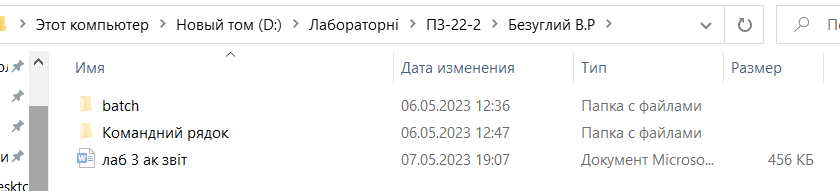 Этот компьютер > Новый том (D:) > Лабораторні > ПЗ-22-2 > Безуглий В.Р >
Имя Дата изменения Тип Размер
batch 06.05.2023 12:36 Папка с файлами
Командний рядок 06.05.2023 12:47 Папка с файлами
лаб 3 ак звіт 07.05.2023 19:07 Документ Microso... 456 КБ